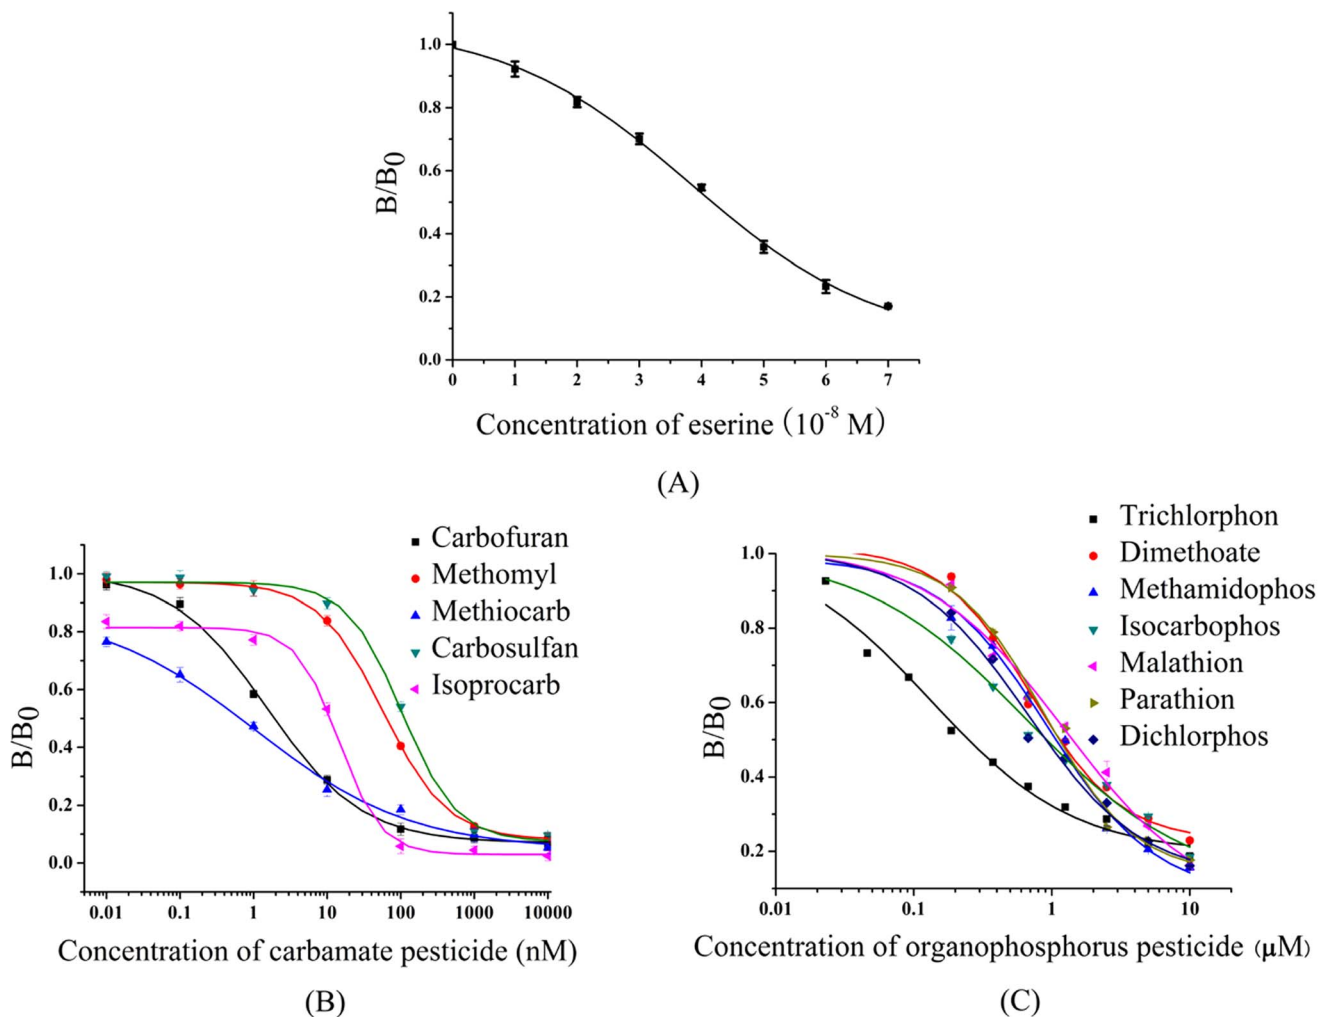 1.0
0.8
0.6
0.4
0.2
0.0
B/B0
0 1 2 3 4 5 6 7
Concentration of eserine (10-8 M)
(A)
Carbofuran
Methomyl
Methiocarb
Carbosulfan
Isoprocarb
1.0
0.8
0.6
0.4
0.2
0.0
B/B0
0.01 0.1 1 10 100 1000 10000
Concentration of carbamate pesticide (nM)
(B)
Trichlorphon
Dimethoate
Methamidophos
Isocarbophos
Malathion
Parathion
Dichlorphos
1.0
0.8
0.6
0.4
0.2
B/B0
0.01 0.1 1 10
Concentration of organophosphorus pesticide (μM)
(C)